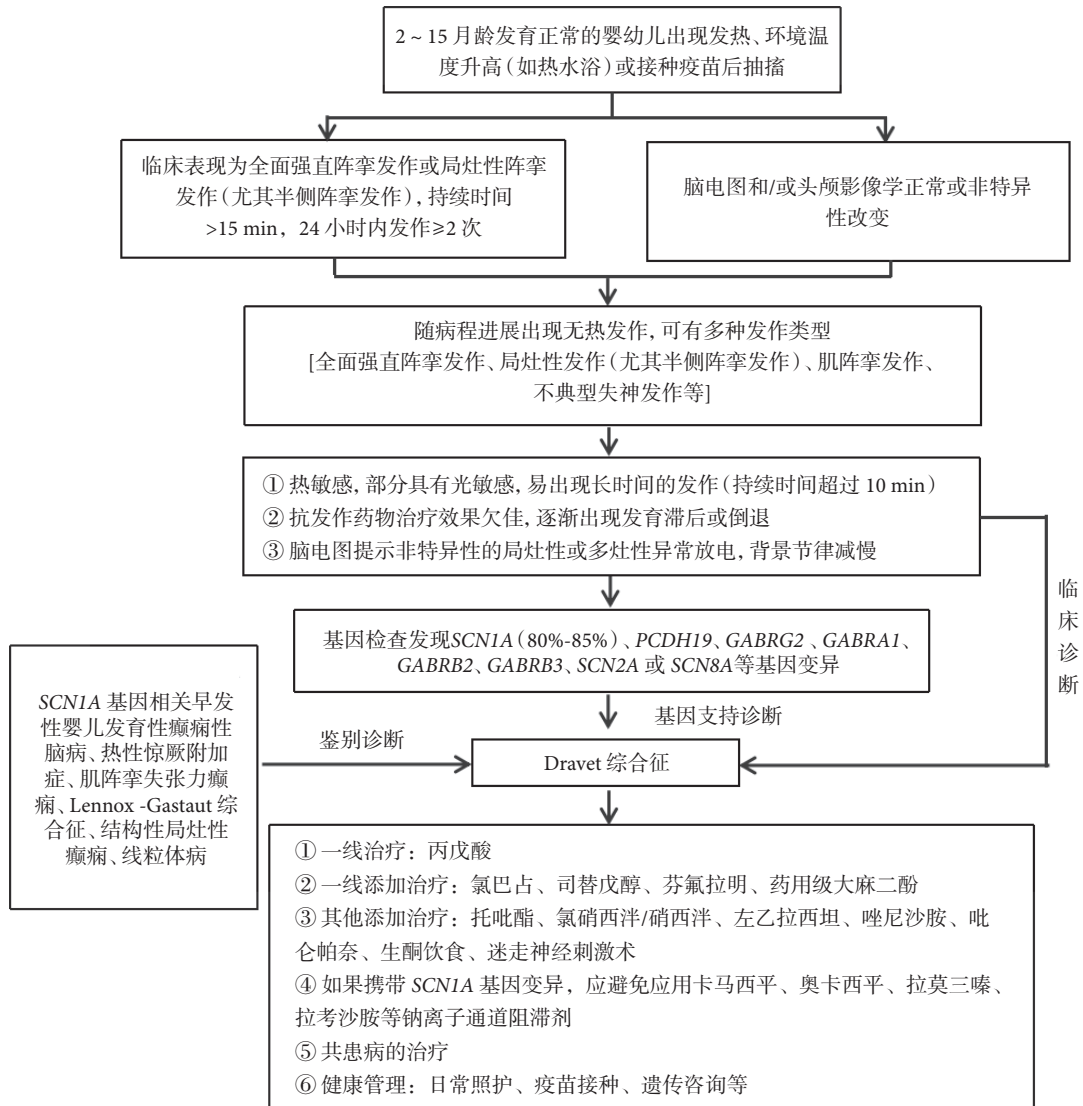 2 ~ 15 月龄发育正常的婴幼儿出现发热、环境温
度升高(如热水浴)或接种疫苗后抽搐
临床表现为全面强直阵挛发作或局灶性阵挛
发作(尤其半侧阵挛发作),持续时间
>15 min, 24 小时内发作≥2 次
脑电图和/或头颅影像学正常或非特异
性改变
随病程进展出现无热发作, 可有多种发作类型
[全面强直阵挛发作、局灶性发作(尤其半侧阵挛发作)、肌阵挛发作、
不典型失神发作等]
① 热敏感, 部分具有光敏感, 易出现长时间的发作(持续时间超过 10 min)
② 抗发作药物治疗效果欠佳, 逐渐出现发育滞后或倒退
③ 脑电图提示非特异性的局灶性或多灶性异常放电, 背景节律减慢
临床诊断
基因检查发现SCN1A(80%-85%)、PCDH19、GABRG2、GABRA1、
GABRB2、GABRB3、SCN2A 或 SCN8A等基因变异
基因支持诊断
SCN1A 基因相关早发
性婴儿发育性癫痫性
脑病、热性惊厥附加
症、肌阵挛失张力癫
痫、Lennox -Gastaut 综
合征、结构性局灶性
癫痫、线粒体病
鉴别诊断
Dravet 综合征
① 一线治疗: 丙戊酸
② 一线添加治疗: 氯巴占、司替戊醇、芬氟拉明、药用级大麻二酚
③ 其他添加治疗: 托吡酯、氯硝西泮/硝西泮、左乙拉西坦、唑尼沙胺、吡
仑帕奈、生酮饮食、迷走神经刺激术
④ 如果携带 SCN1A 基因变异, 应避免应用卡马西平、奥卡西平、拉莫三嗪、
拉考沙胺等钠离子通道阻滞剂
⑤ 共患病的治疗
⑥ 健康管理: 日常照护、疫苗接种、遗传咨询等